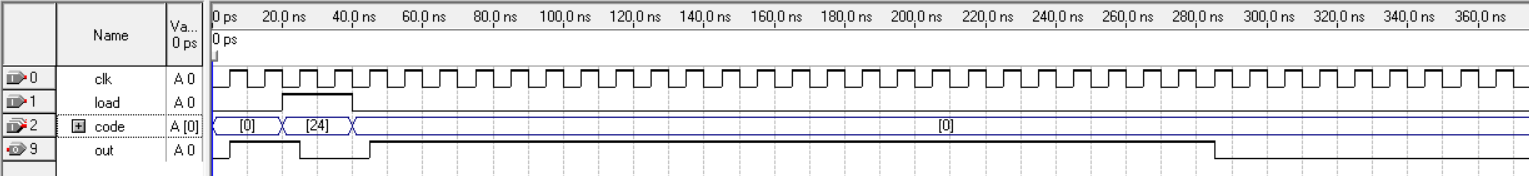 Name Va... 0 ps 0 ps 20.0 ns 40.0 ns 60.0 ns 80.0 ns 100.0 ns 120.0 ns 140.0 ns 160.0 ns 180.0 ns 200.0 ns 220.0 ns 240.0 ns 260.0 ns 280.0 ns 300.0 ns 320.0 ns 340.0 ns 360.0 ns
0 ps
0 clk A 0
1 load A 0
2 code A [0] [0] [24] [0]
9 out A 0